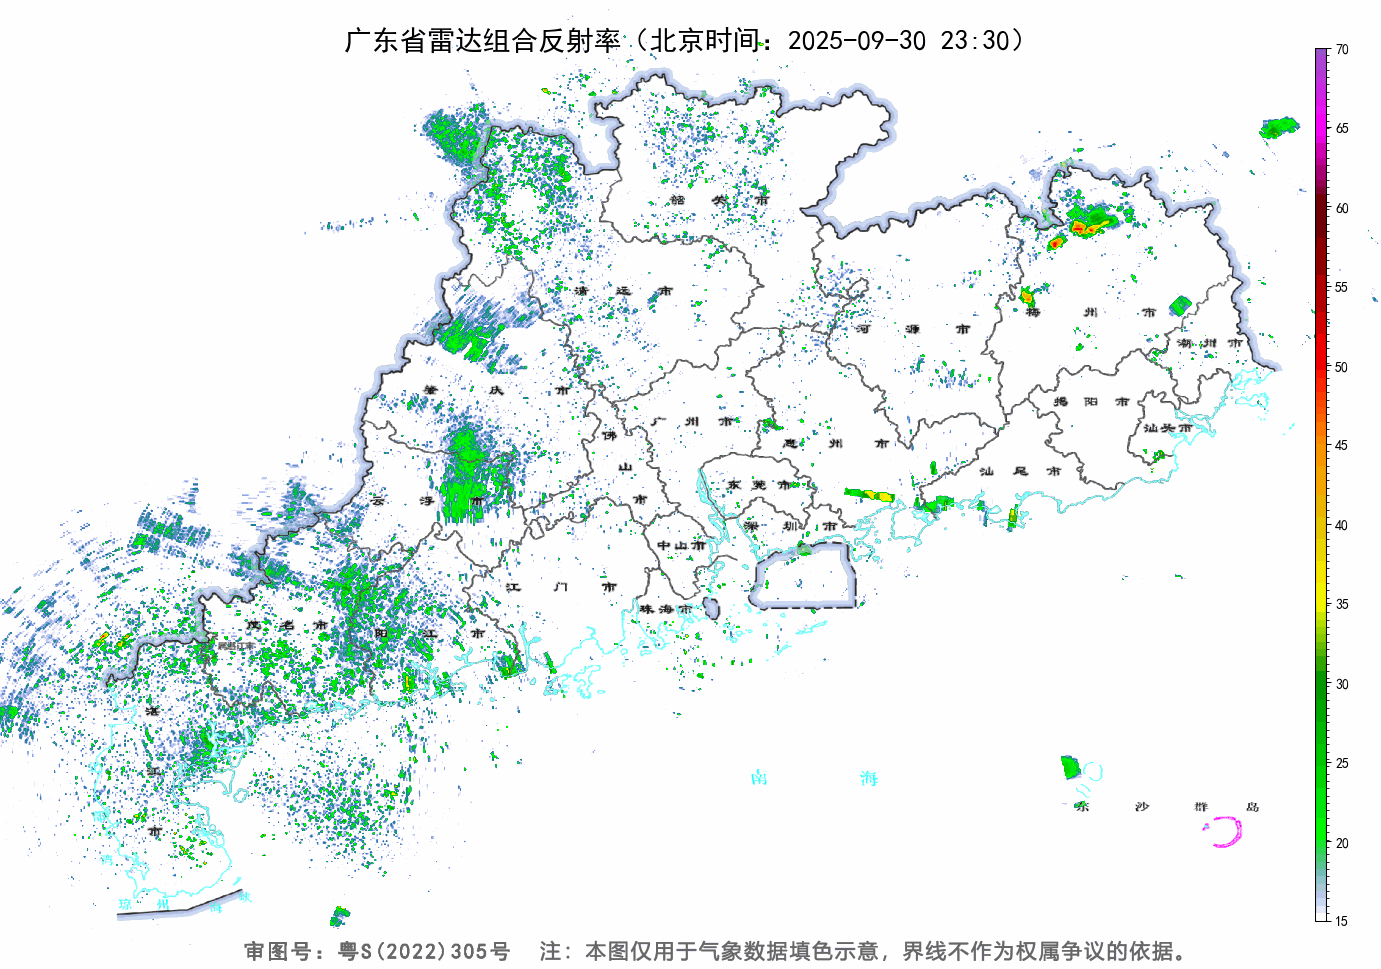 广东省雷达组合反射率（北京时间：2025-09-30 23:30）
70
65
60
55
50
45
40
35
30
25
20
15
韶关市
清远市
河源市
梅州市
潮州市
肇庆市
广州市
揭阳市
汕头市
佛山市
惠州市
汕尾市
云浮市
东莞市
深圳市
中山市
江门市
珠海市
茂名市
阳江市
湛江市
南海
东沙群岛
琼州海峡
审图号：粤S(2022)305号 注：本图仅用于气象数据填色示意，界线不作为权属争议的依据。